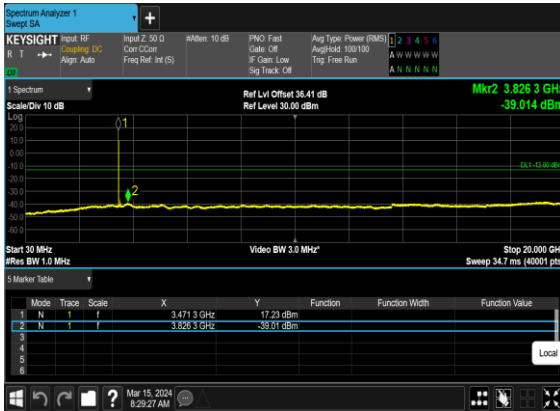 Spectrum Analyzer 1
Swept SA
+
KEYSIGHT Input: RF Input Z: 50 Ω #Atten: 10 dB PNO: Fast Avg Type: Power (RMS) 1 2 3 4 5 6
R T Coupling: DC Corr CCorr Gate: Off Avg|Hold: 100/100 A W W W W W
Align: Auto Freq Ref: Int (S) IF Gain: Low Trig: Free Run
Sig Track: Off A N N N N N
1 Spectrum Ref Lvl Offset 36.41 dB Mkr2 3.826 3 GHz
Scale/Div 10 dB Ref Level 30.00 dBm -39.014 dBm
Log
20.0
10.0
0.00
-10.0
-20.0
-30.0
-40.0
-50.0
-60.0
1
2
DL1 -13.00 dBm
Start 30 MHz Video BW 3.0 MHz* Stop 20.000 GHz
#Res BW 1.0 MHz Sweep 34.7 ms (40001 pts)
5 Marker Table
Mode Trace Scale X Y Function Function Width Function Value
1 N 1 f 3.471 3 GHz 17.23 dBm
2 N 1 f 3.826 3 GHz -39.01 dBm
3
4
5
6
Local
? Mar 15, 2024
8:29:27 AM